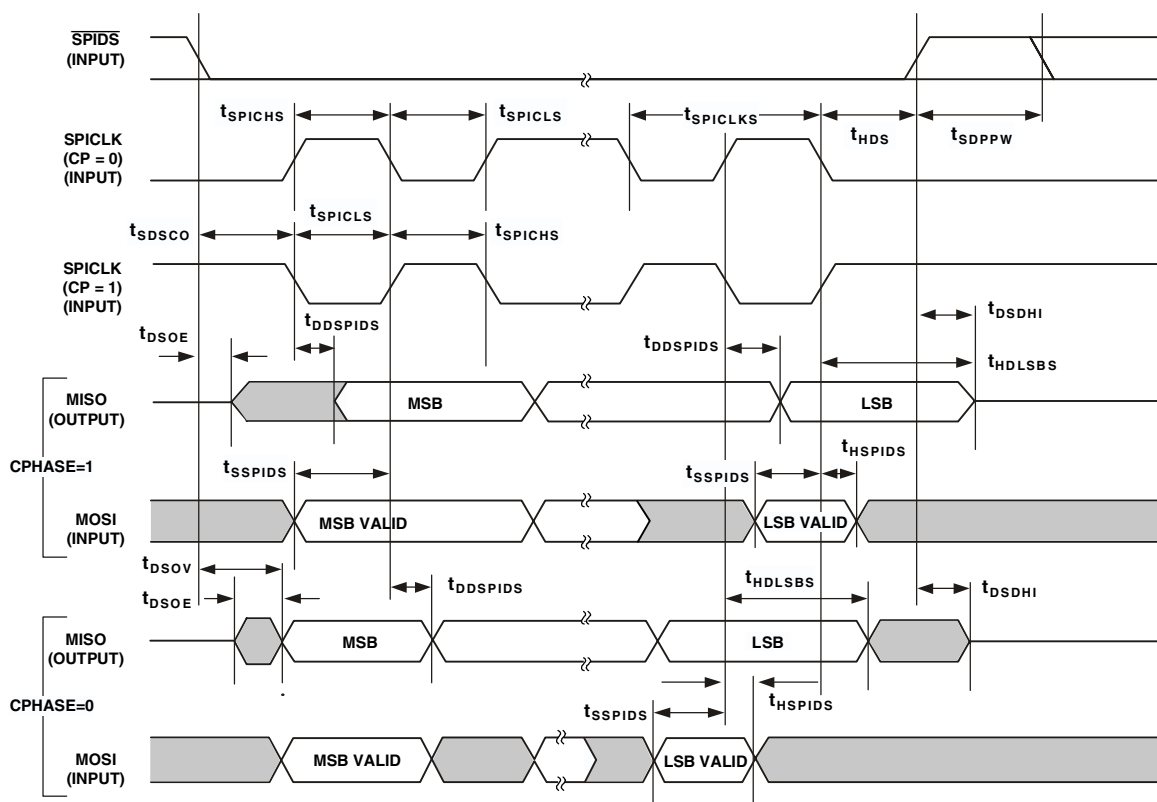 SPIDS
(INPUT)
tSPICHS
tSPICLS
tSPICLKS
tHDS
tSDPPW
SPICLK
(CP = 0)
(INPUT)
tSDSCO
tSPICLS
tSPICHS
SPICLK
(CP = 1)
(INPUT)
tDSOE
tDDSPIDS
tDDSPIDS
tDSDHI
tHDLSBS
MISO
(OUTPUT)
MSB
LSB
CPHASE=1
tSSPIDS
tSSPIDS
tHSPIDS
MOSI
(INPUT)
MSB VALID
LSB VALID
tDSOV
tDSOE
tDDSPIDS
tHDLSBS
tDSDHI
MISO
(OUTPUT)
MSB
LSB
CPHASE=0
tSSPIDS
tHSPIDS
MOSI
(INPUT)
MSB VALID
LSB VALID